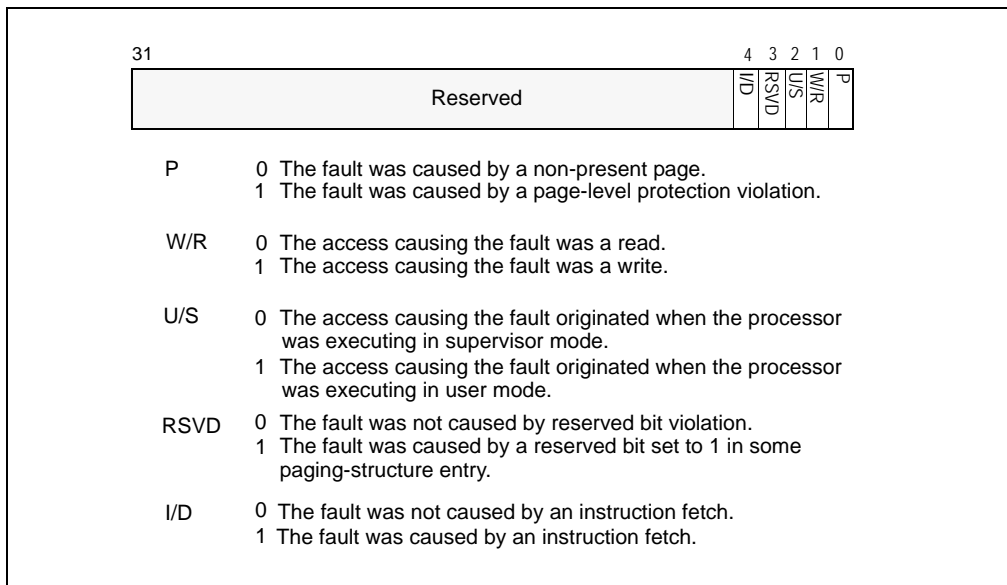 31 4 3 2 1 0
Reserved I/D RSVD U/S W/R P
P 0 The fault was caused by a non-present page.
1 The fault was caused by a page-level protection violation.
W/R 0 The access causing the fault was a read.
1 The access causing the fault was a write.
U/S 0 The access causing the fault originated when the processor
was executing in supervisor mode.
1 The access causing the fault originated when the processor
was executing in user mode.
RSVD 0 The fault was not caused by reserved bit violation.
1 The fault was caused by a reserved bit set to 1 in some
paging-structure entry.
I/D 0 The fault was not caused by an instruction fetch.
1 The fault was caused by an instruction fetch.